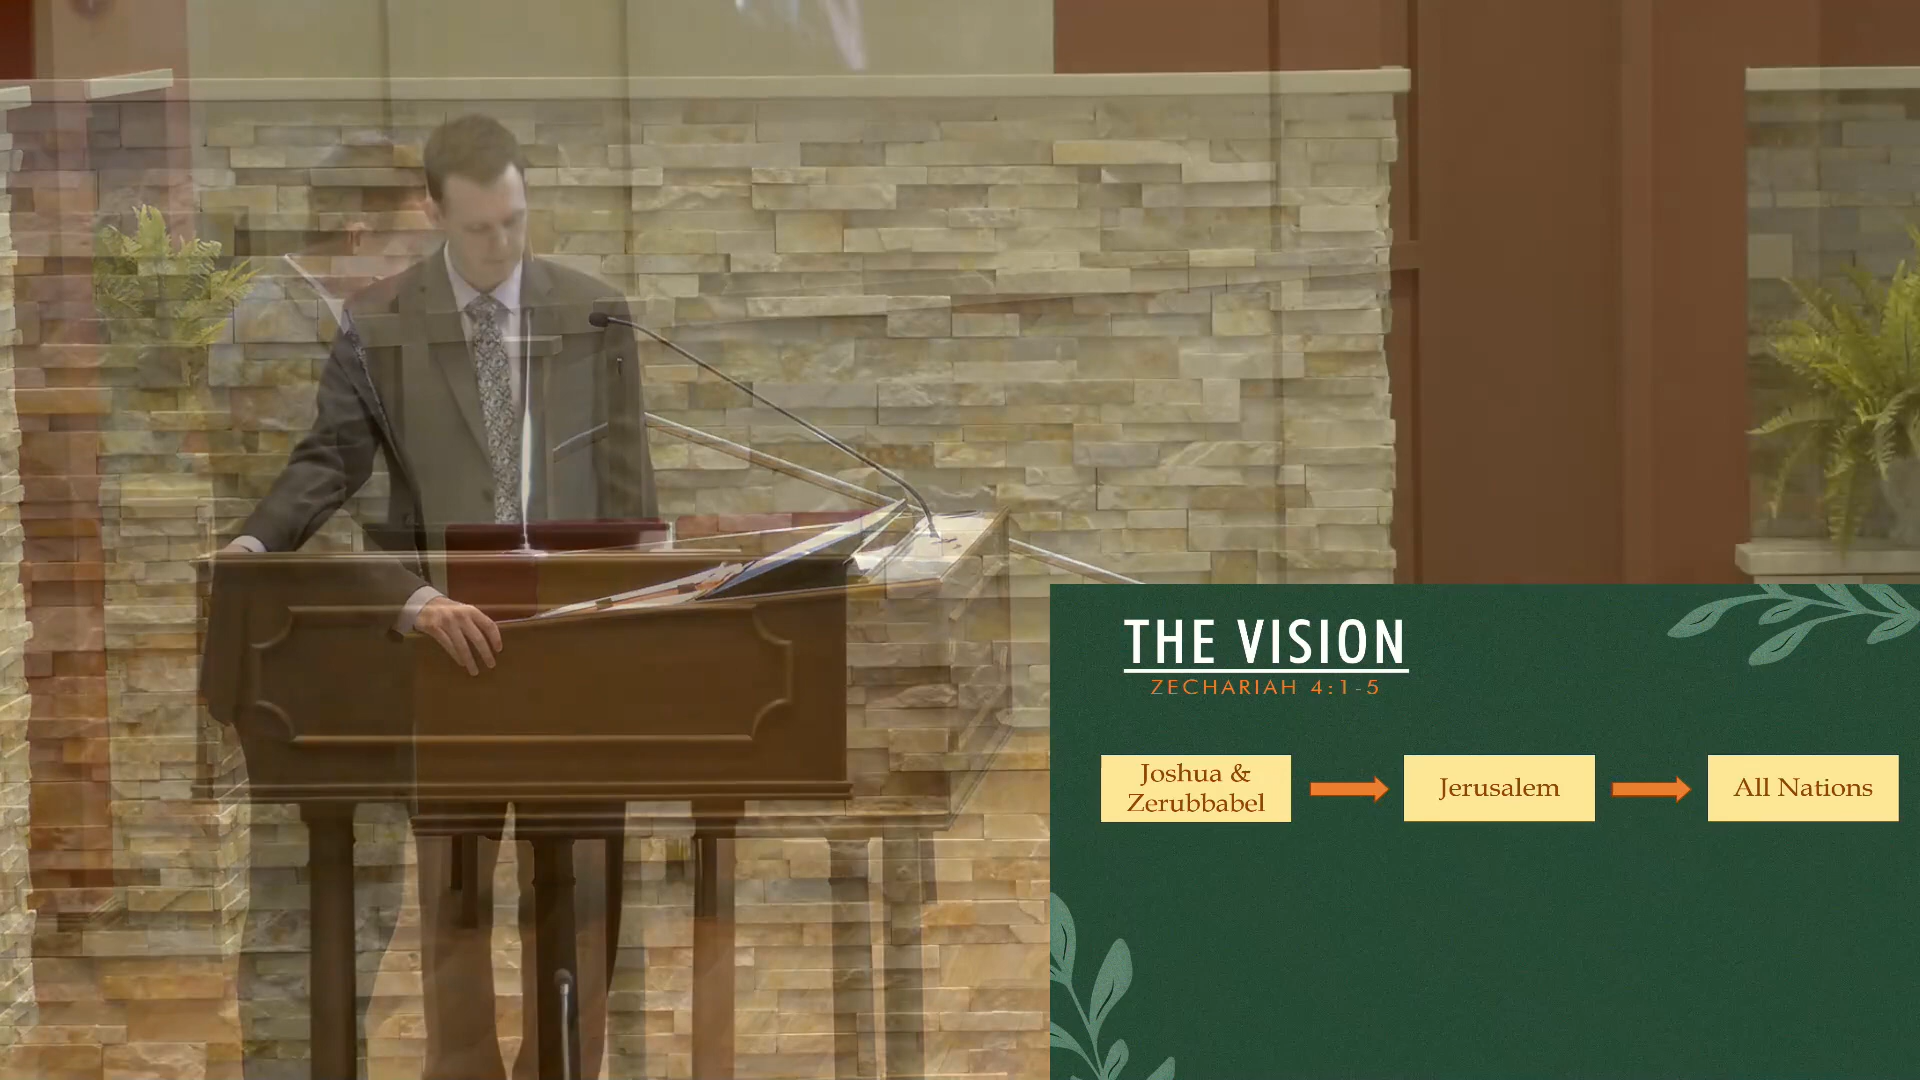 THE VISION
ZECHARIAH 4:1-5
Joshua &
Zerubbabel
Jerusalem
All Nations